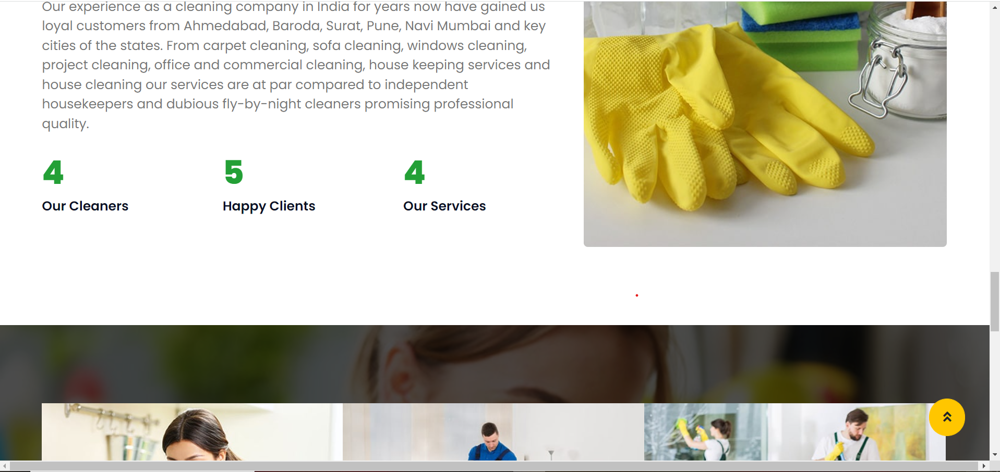 Our experience as a cleaning company in India for years now have gained us
loyal customers from Ahmedabad, Baroda, Surat, Pune, Navi Mumbai and key
cities of the states. From carpet cleaning, sofa cleaning, windows cleaning,
project cleaning, office and commercial cleaning, house keeping services and
house cleaning our services are at par compared to independent
housekeepers and dubious fly-by-night cleaners promising professional
quality.
4 5 4
Our Cleaners Happy Clients Our Services